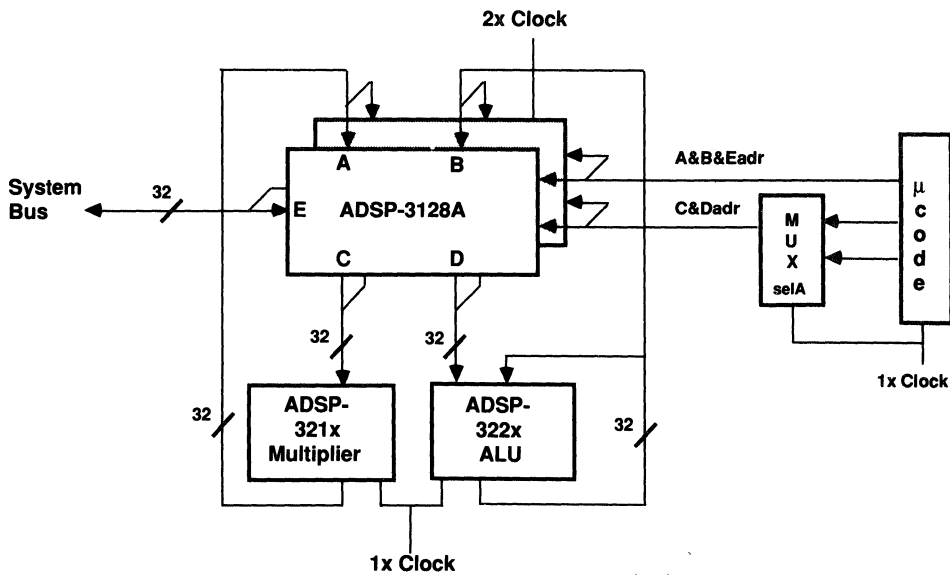 2x Clock
A B
A&B&Eadr
System
Bus
32
E ADSP-3128A
C&Dadr
M
U
X
selA
μ
c
o
d
e
C D
32
32
1x Clock
32
ADSP-
321x
Multiplier
ADSP-
322x
ALU
32
1x Clock